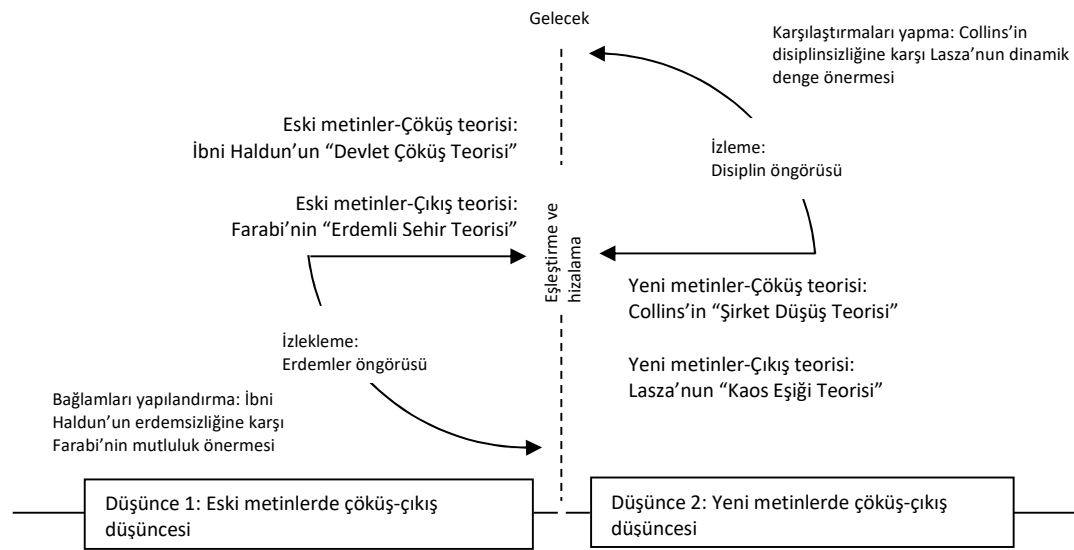 Gelecek
Karşılaştırmaları yapma: Collins’in
disiplinsizliğine karşı Lasza’nun dinamik
denge önermesi
Eski metinler-Çöküş teorisi:
İbni Haldun’un “Devlet Çöküş Teorisi”
İzleme:
Disiplin öngörüsü
Eski metinler-Çıkış teorisi:
Farabi’nin “Erdemli Sehir Teorisi”
Eşleştirme ve
hizalama
Yeni metinler-Çöküş teorisi:
Collins’in “Şirket Düşüş Teorisi”
İzlekleme:
Erdemler öngörüsü
Yeni metinler-Çıkış teorisi:
Lasza’nun “Kaos Eşiği Teorisi”
Bağlamları yapılandırma: İbni
Haldun’un erdemsizliğine karşı
Farabi’nin mutluluk önermesi
Düşünce 1: Eski metinlerde çöküş-çıkış
düşüncesi
Düşünce 2: Yeni metinlerde çöküş-çıkış
düşüncesi